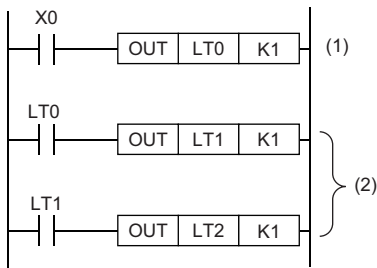 X0
OUT LT0 K1 (1)
LT0
OUT LT1 K1
(2)
LT1
OUT LT2 K1